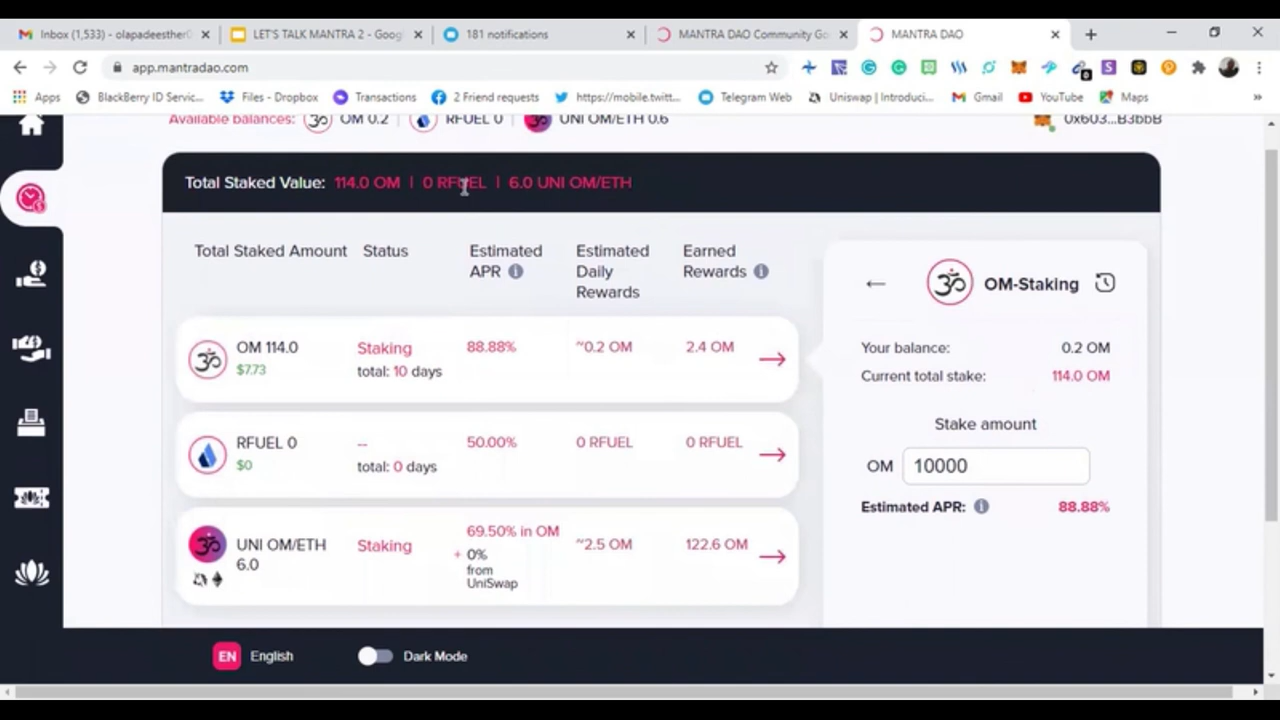 Inbox (1,533) - olapadeesther
LET'S TALK MANTRA 2 - Goog
181 notifications
MANTRA DAO Community Go
MANTRA DAO
app.mantradao.com
Apps
BlackBerry ID Servic...
Files - Dropbox
Transactions
2 Friend requests
https://mobile.twitt...
Telegram Web
Uniswap | Introduci...
Gmail
YouTube
Maps
Available balances: OM 0.2 | RFUEL 0 | UNI OM/ETH 0.6
0x603...B3bbB
Total Staked Value: 114.0 OM | 0 RFUEL | 6.0 UNI OM/ETH
Total Staked Amount
Status
Estimated
APR
Estimated
Daily
Rewards
Earned
Rewards
OM 114.0
$7.73
Staking
total: 10 days
88.88%
~0.2 OM
2.4 OM
RFUEL 0
$0
--
total: 0 days
50.00%
0 RFUEL
0 RFUEL
UNI OM/ETH
6.0
Staking
69.50% in OM
+ 0%
from
UniSwap
~2.5 OM
122.6 OM
OM-Staking
Your balance: 0.2 OM
Current total stake: 114.0 OM
Stake amount
OM 10000
Estimated APR: 88.88%
EN English
Dark Mode